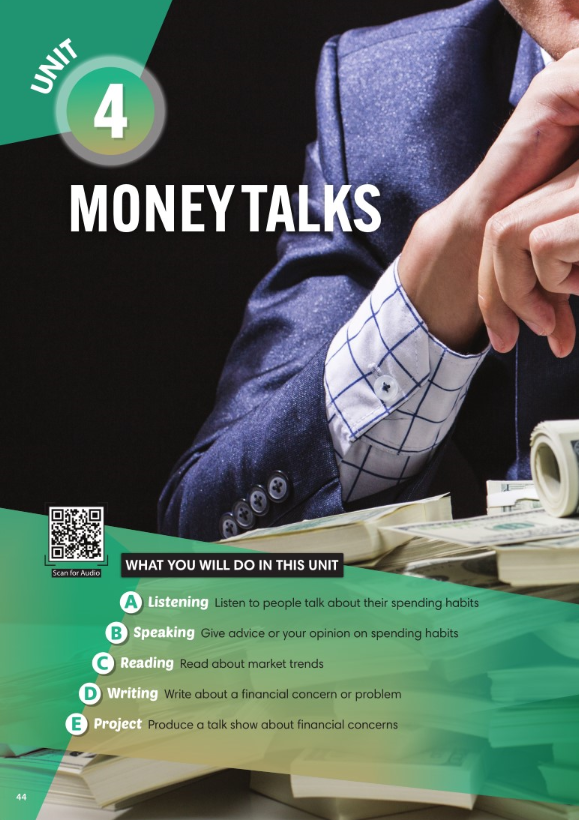 UNIT
4
MONEY TALKS
Scan for Audio
WHAT YOU WILL DO IN THIS UNIT
A Listening Listen to people talk about their spending habits
B Speaking Give advice or your opinion on spending habits
C Reading Read about market trends
D Writing Write about a financial concern or problem
E Project Produce a talk show about financial concerns
44